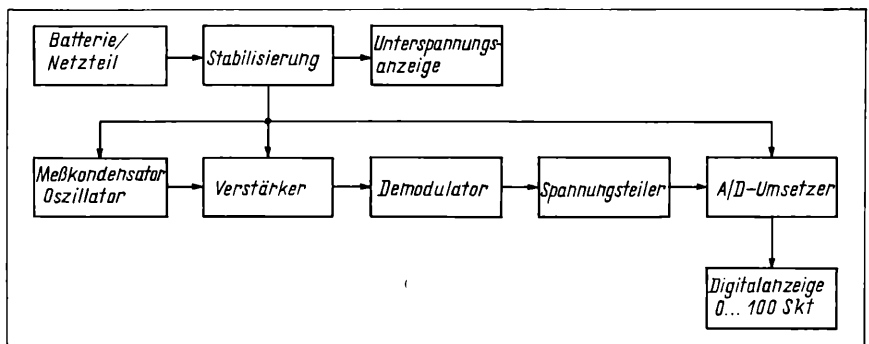 Batterie/
Netzteil
Stabilisierung
Unterspannungs-
anzeige
Meßkondensator
Oszillator
Verstärker
Demodulator
Spannungsteiler
A/D-Umsetzer
Digitalanzeige
0... 100 Skt